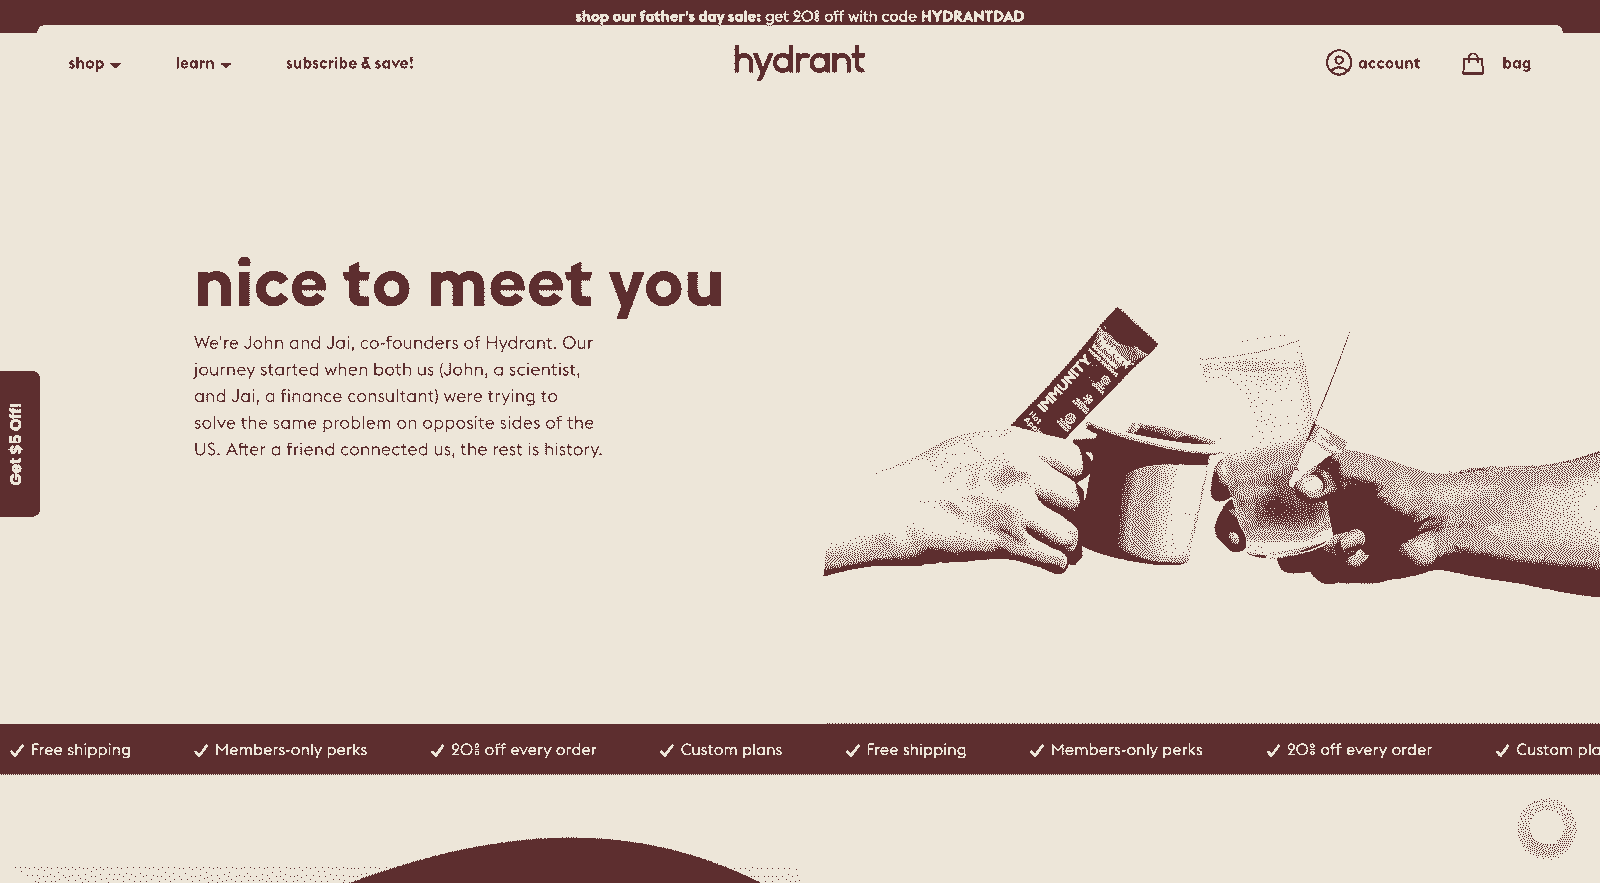 shop our father's day sale: get 20% off with code HYDRANTDAD
shop
learn
subscribe & save!
hydrant
account
bag
nice to meet you
We're John and Jai, co-founders of Hydrant. Our
journey started when both us (John, a scientist,
and Jai, a finance consultant) were trying to
solve the same problem on opposite sides of the
US. After a friend connected us, the rest is history.
Get $5 Off!
IMMUNITY
Free shipping
Members-only perks
20% off every order
Custom plans
Free shipping
Members-only perks
20% off every order
Custom pla